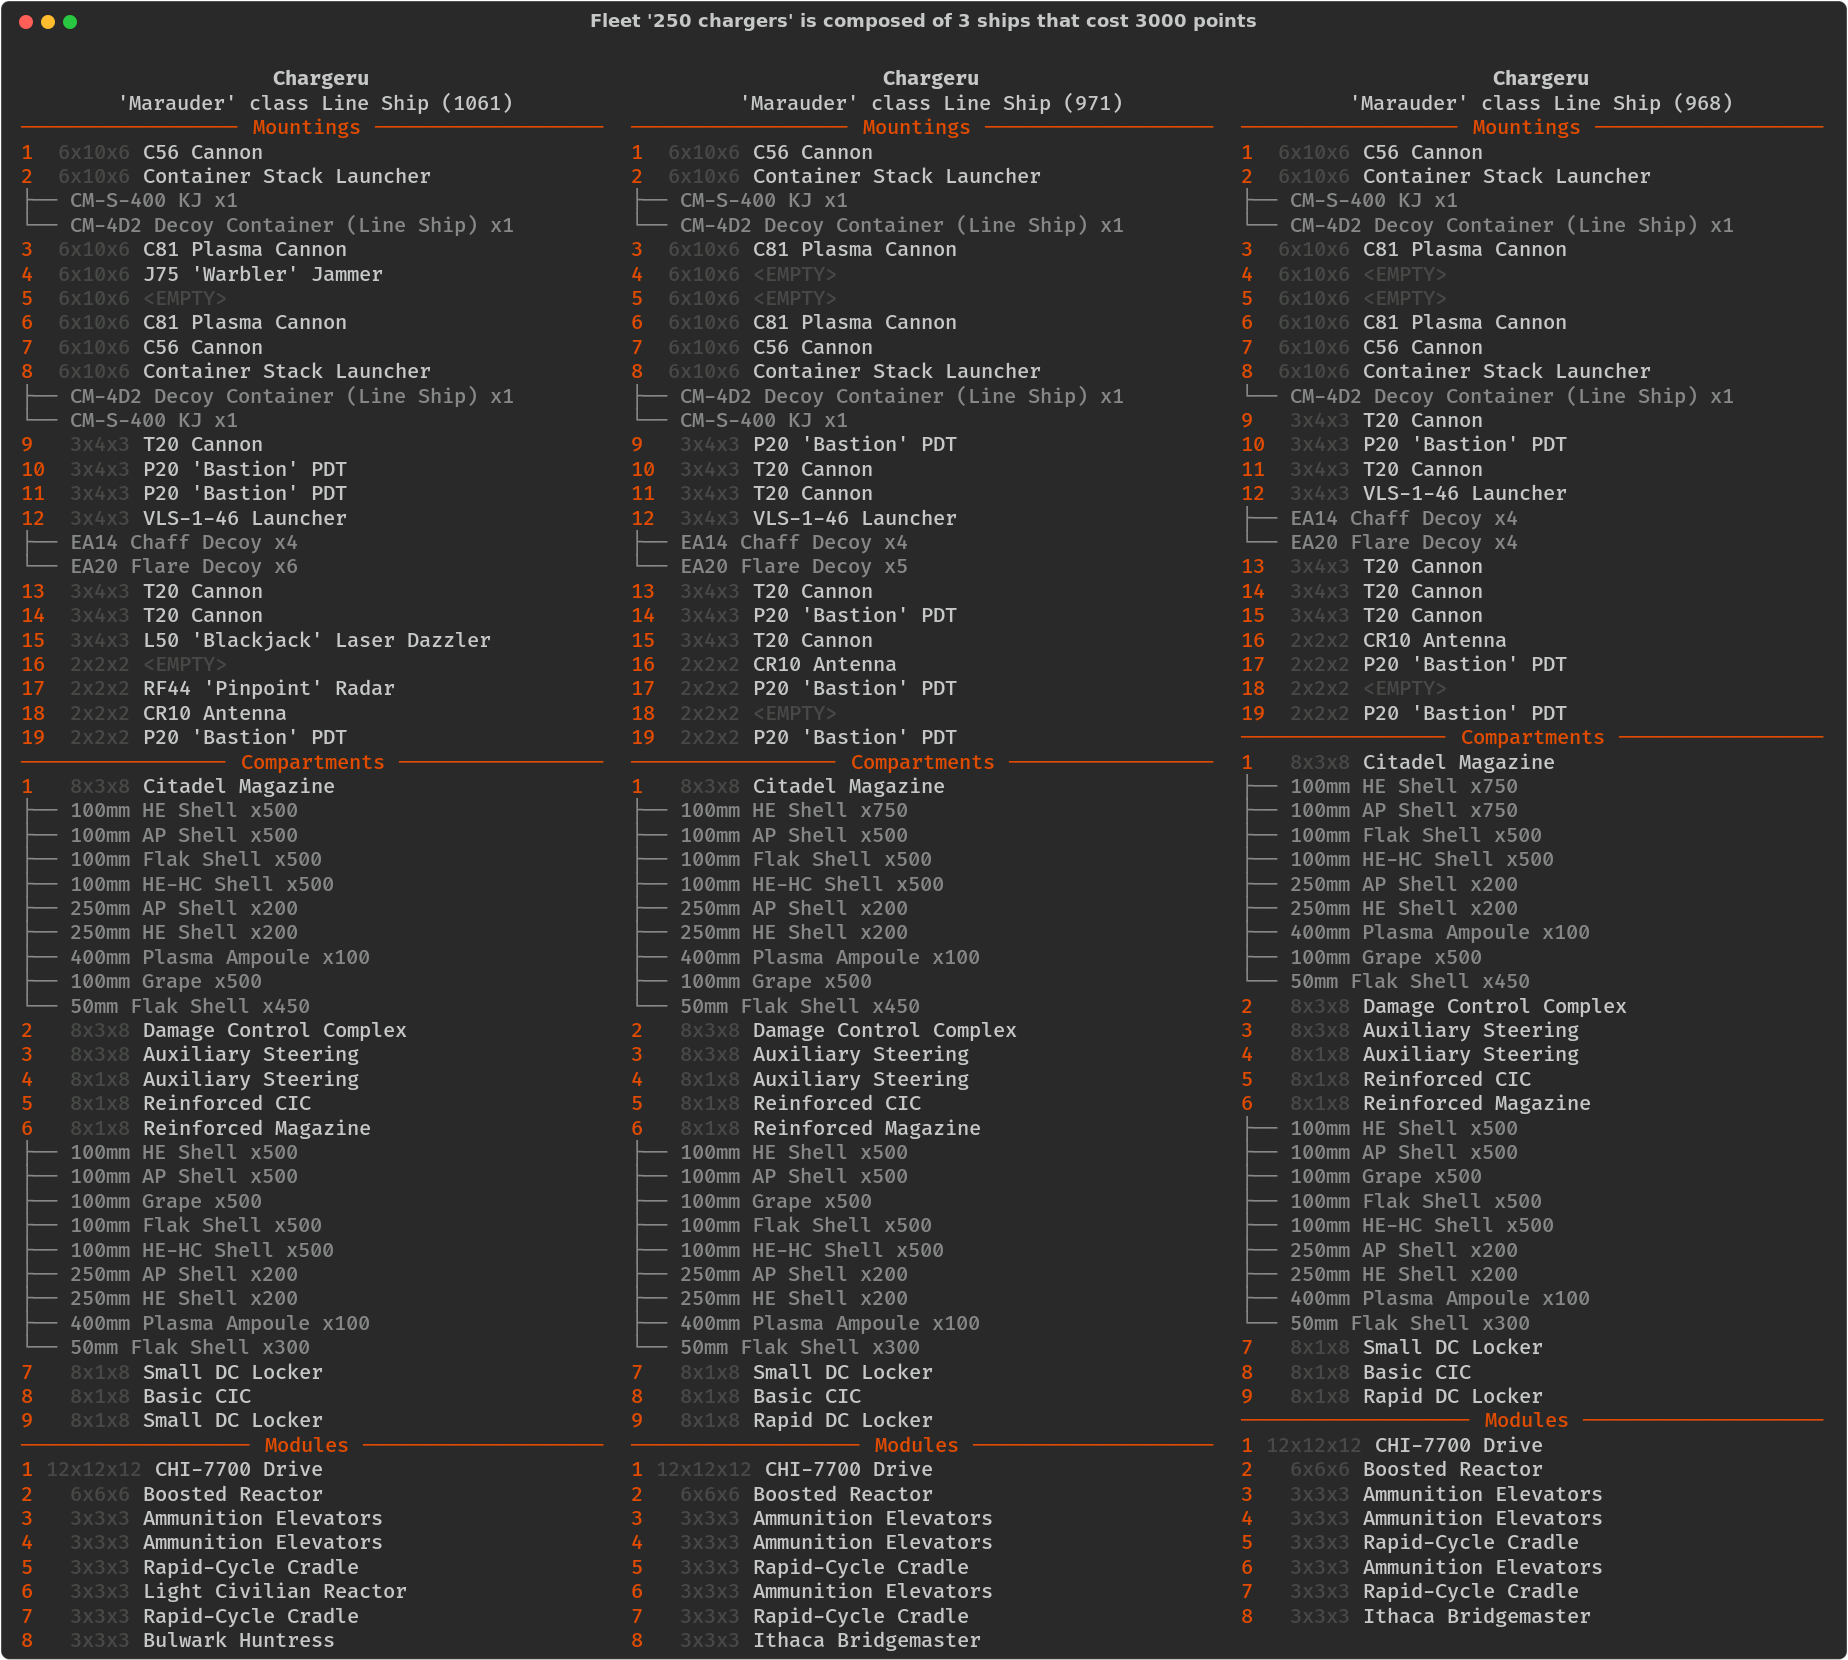 Fleet '250 chargers' is composed of 3 ships that cost 3000 points
Chargeru
'Marauder' class Line Ship (1061)
Mountings
1 6x10x6 C56 Cannon
2 6x10x6 Container Stack Launcher
CM-S-400 KJ x1
CM-4D2 Decoy Container (Line Ship) x1
3 6x10x6 C81 Plasma Cannon
4 6x10x6 J75 'Warbler' Jammer
5 6x10x6 <EMPTY>
6 6x10x6 C81 Plasma Cannon
7 6x10x6 C56 Cannon
8 6x10x6 Container Stack Launcher
CM-4D2 Decoy Container (Line Ship) x1
CM-S-400 KJ x1
9 3x4x3 T20 Cannon
10 3x4x3 P20 'Bastion' PDT
11 3x4x3 P20 'Bastion' PDT
12 3x4x3 VLS-1-46 Launcher
EA14 Chaff Decoy x4
EA20 Flare Decoy x6
13 3x4x3 T20 Cannon
14 3x4x3 T20 Cannon
15 3x4x3 L50 'Blackjack' Laser Dazzler
16 2x2x2 <EMPTY>
17 2x2x2 RF44 'Pinpoint' Radar
18 2x2x2 CR10 Antenna
19 2x2x2 P20 'Bastion' PDT
Compartments
1 8x3x8 Citadel Magazine
100mm HE Shell x500
100mm AP Shell x500
100mm Flak Shell x500
100mm HE-HC Shell x500
250mm AP Shell x200
250mm HE Shell x200
400mm Plasma Ampoule x100
100mm Grape x500
50mm Flak Shell x450
2 8x3x8 Damage Control Complex
3 8x3x8 Auxiliary Steering
4 8x1x8 Auxiliary Steering
5 8x1x8 Reinforced CIC
6 8x1x8 Reinforced Magazine
100mm HE Shell x500
100mm AP Shell x500
100mm Grape x500
100mm Flak Shell x500
100mm HE-HC Shell x500
250mm AP Shell x200
250mm HE Shell x200
400mm Plasma Ampoule x100
50mm Flak Shell x300
7 8x1x8 Small DC Locker
8 8x1x8 Basic CIC
9 8x1x8 Small DC Locker
Modules
1 12x12x12 CHI-7700 Drive
2 6x6x6 Boosted Reactor
3 3x3x3 Ammunition Elevators
4 3x3x3 Ammunition Elevators
5 3x3x3 Rapid-Cycle Cradle
6 3x3x3 Light Civilian Reactor
7 3x3x3 Rapid-Cycle Cradle
8 3x3x3 Bulwark Huntress
Chargeru
'Marauder' class Line Ship (971)
Mountings
1 6x10x6 C56 Cannon
2 6x10x6 Container Stack Launcher
CM-S-400 KJ x1
CM-4D2 Decoy Container (Line Ship) x1
3 6x10x6 C81 Plasma Cannon
4 6x10x6 <EMPTY>
5 6x10x6 <EMPTY>
6 6x10x6 C81 Plasma Cannon
7 6x10x6 C56 Cannon
8 6x10x6 Container Stack Launcher
CM-4D2 Decoy Container (Line Ship) x1
CM-S-400 KJ x1
9 3x4x3 P20 'Bastion' PDT
10 3x4x3 T20 Cannon
11 3x4x3 T20 Cannon
12 3x4x3 VLS-1-46 Launcher
EA14 Chaff Decoy x4
EA20 Flare Decoy x5
13 3x4x3 T20 Cannon
14 3x4x3 P20 'Bastion' PDT
15 3x4x3 T20 Cannon
16 2x2x2 CR10 Antenna
17 2x2x2 P20 'Bastion' PDT
18 2x2x2 <EMPTY>
19 2x2x2 P20 'Bastion' PDT
Compartments
1 8x3x8 Citadel Magazine
100mm HE Shell x750
100mm AP Shell x500
100mm Flak Shell x500
100mm HE-HC Shell x500
250mm AP Shell x200
250mm HE Shell x200
400mm Plasma Ampoule x100
100mm Grape x500
50mm Flak Shell x450
2 8x3x8 Damage Control Complex
3 8x3x8 Auxiliary Steering
4 8x1x8 Auxiliary Steering
5 8x1x8 Reinforced CIC
6 8x1x8 Reinforced Magazine
100mm HE Shell x500
100mm AP Shell x500
100mm Grape x500
100mm Flak Shell x500
100mm HE-HC Shell x500
250mm AP Shell x200
250mm HE Shell x200
400mm Plasma Ampoule x100
50mm Flak Shell x300
7 8x1x8 Small DC Locker
8 8x1x8 Basic CIC
9 8x1x8 Rapid DC Locker
Modules
1 12x12x12 CHI-7700 Drive
2 6x6x6 Boosted Reactor
3 3x3x3 Ammunition Elevators
4 3x3x3 Ammunition Elevators
5 3x3x3 Rapid-Cycle Cradle
6 3x3x3 Ammunition Elevators
7 3x3x3 Rapid-Cycle Cradle
8 3x3x3 Ithaca Bridgemaster
Chargeru
'Marauder' class Line Ship (968)
Mountings
1 6x10x6 C56 Cannon
2 6x10x6 Container Stack Launcher
CM-S-400 KJ x1
CM-4D2 Decoy Container (Line Ship) x1
3 6x10x6 C81 Plasma Cannon
4 6x10x6 <EMPTY>
5 6x10x6 <EMPTY>
6 6x10x6 C81 Plasma Cannon
7 6x10x6 C56 Cannon
8 6x10x6 Container Stack Launcher
CM-4D2 Decoy Container (Line Ship) x1
9 3x4x3 T20 Cannon
10 3x4x3 P20 'Bastion' PDT
11 3x4x3 T20 Cannon
12 3x4x3 VLS-1-46 Launcher
EA14 Chaff Decoy x4
EA20 Flare Decoy x4
13 3x4x3 T20 Cannon
14 3x4x3 T20 Cannon
15 3x4x3 T20 Cannon
16 2x2x2 CR10 Antenna
17 2x2x2 P20 'Bastion' PDT
18 2x2x2 <EMPTY>
19 2x2x2 P20 'Bastion' PDT
Compartments
1 8x3x8 Citadel Magazine
100mm HE Shell x750
100mm AP Shell x750
100mm Flak Shell x500
100mm HE-HC Shell x500
250mm AP Shell x200
250mm HE Shell x200
400mm Plasma Ampoule x100
100mm Grape x500
50mm Flak Shell x450
2 8x3x8 Damage Control Complex
3 8x3x8 Auxiliary Steering
4 8x1x8 Auxiliary Steering
5 8x1x8 Reinforced CIC
6 8x1x8 Reinforced Magazine
100mm HE Shell x500
100mm AP Shell x500
100mm Grape x500
100mm Flak Shell x500
100mm HE-HC Shell x500
250mm AP Shell x200
250mm HE Shell x200
400mm Plasma Ampoule x100
50mm Flak Shell x300
7 8x1x8 Small DC Locker
8 8x1x8 Basic CIC
9 8x1x8 Rapid DC Locker
Modules
1 12x12x12 CHI-7700 Drive
2 6x6x6 Boosted Reactor
3 3x3x3 Ammunition Elevators
4 3x3x3 Ammunition Elevators
5 3x3x3 Rapid-Cycle Cradle
6 3x3x3 Ammunition Elevators
7 3x3x3 Rapid-Cycle Cradle
8 3x3x3 Ithaca Bridgemaster